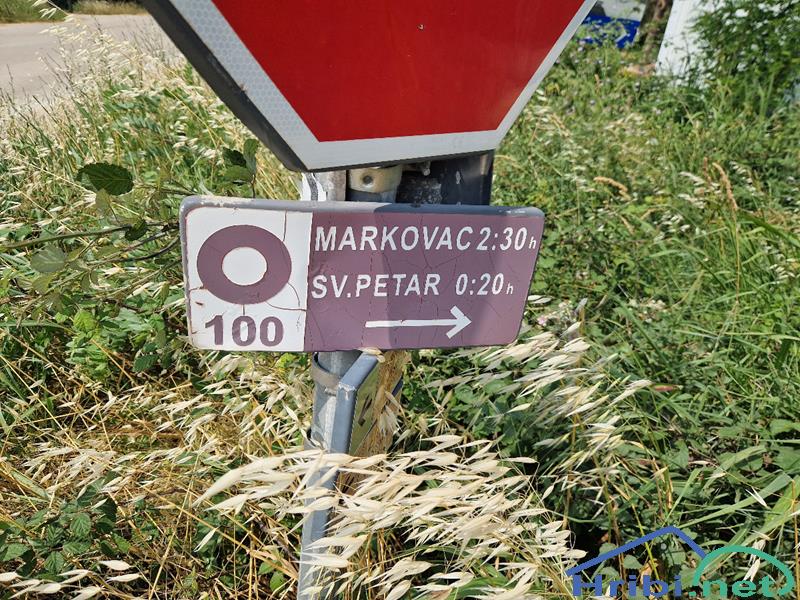 MARKOVAC 2:30 h
SV.PETAR 0:20 h
100
Hribi.net